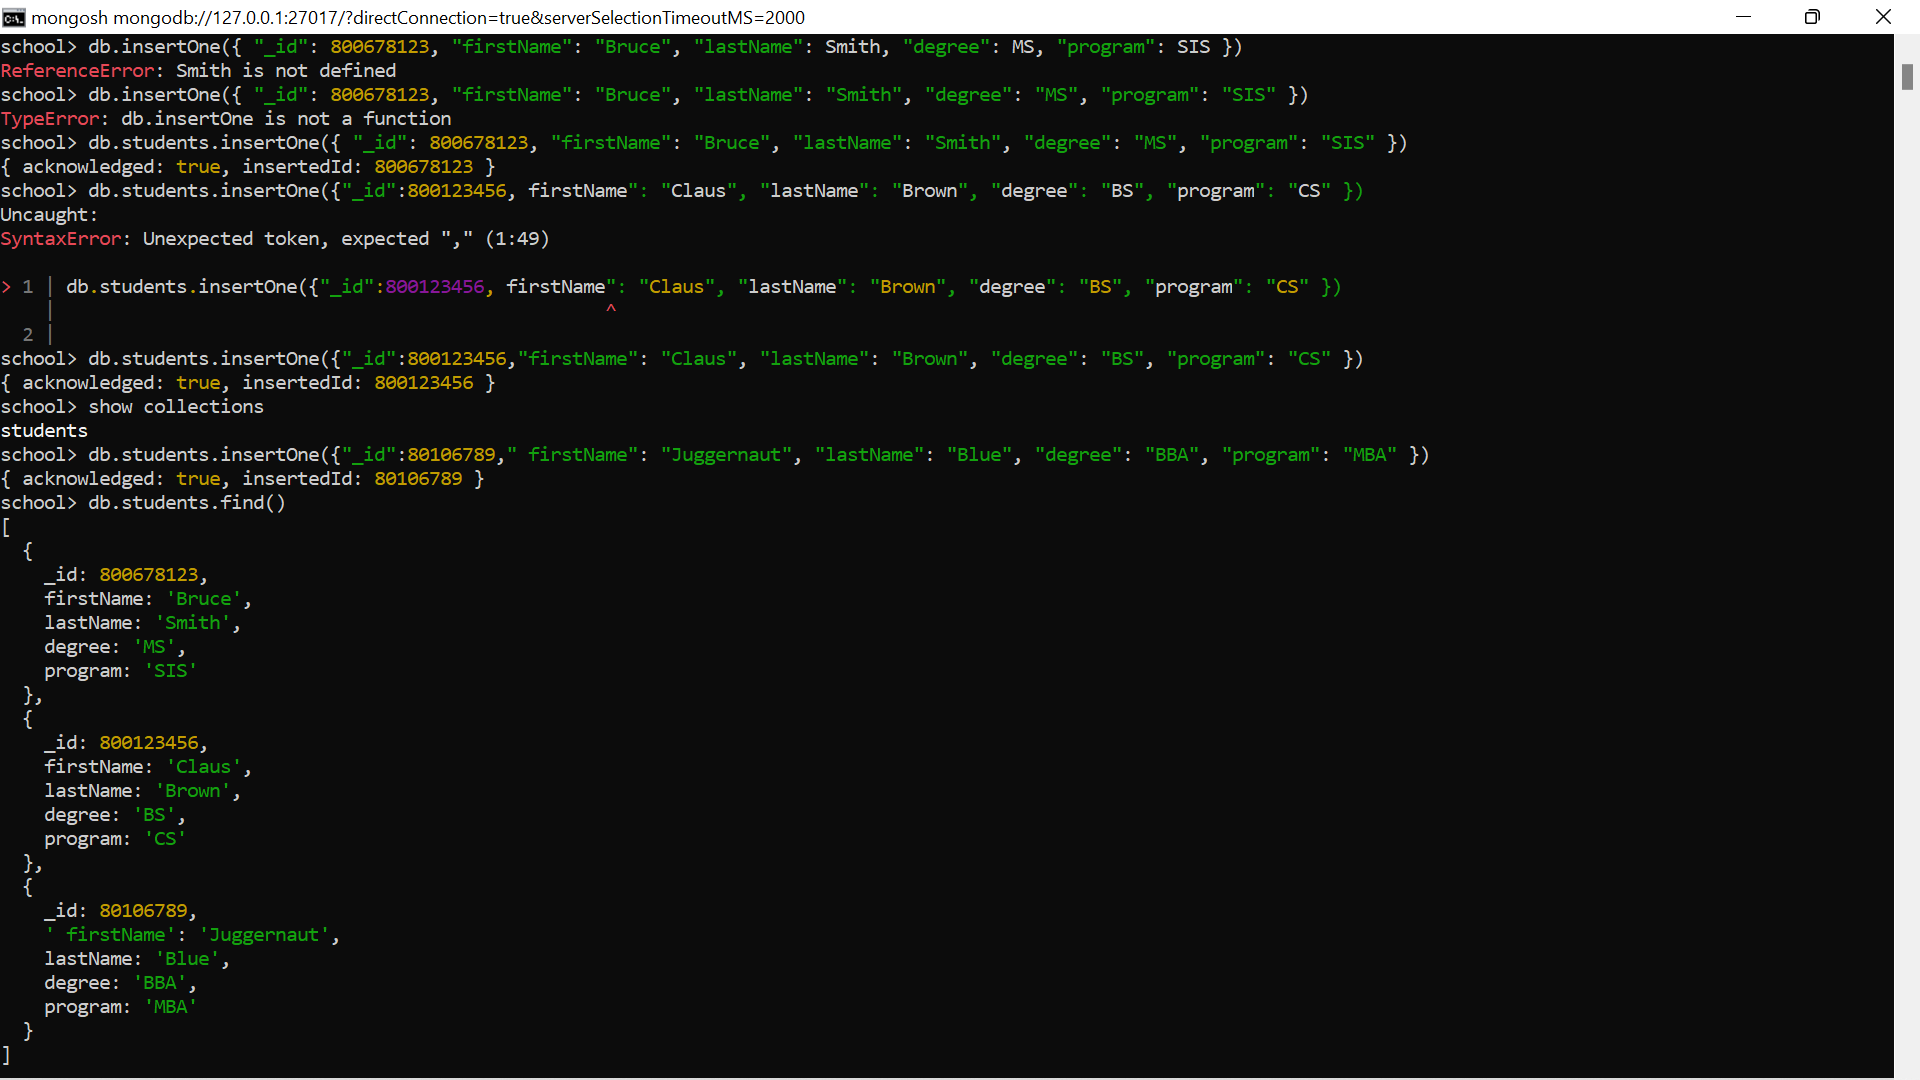 mongosh mongodb://127.0.0.1:27017/?directConnection=true&serverSelectionTimeoutMS=2000
school> db.insertOne({ "_id": 800678123, "firstName": "Bruce", "lastName": Smith, "degree": MS, "program": SIS })
ReferenceError: Smith is not defined
school> db.insertOne({ "_id": 800678123, "firstName": "Bruce", "lastName": "Smith", "degree": "MS", "program": "SIS" })
TypeError: db.insertOne is not a function
school> db.students.insertOne({ "_id": 800678123, "firstName": "Bruce", "lastName": "Smith", "degree": "MS", "program": "SIS" })
{ acknowledged: true, insertedId: 800678123 }
school> db.students.insertOne({"_id":800123456, firstName": "Claus", "lastName": "Brown", "degree": "BS", "program": "CS" })
Uncaught:
SyntaxError: Unexpected token, expected "," (1:49)
> 1 | db.students.insertOne({"_id":800123456, firstName": "Claus", "lastName": "Brown", "degree": "BS", "program": "CS" })
| ^
2 |
school> db.students.insertOne({"_id":800123456,"firstName": "Claus", "lastName": "Brown", "degree": "BS", "program": "CS" })
{ acknowledged: true, insertedId: 800123456 }
school> show collections
students
school> db.students.insertOne({"_id":80106789," firstName": "Juggernaut", "lastName": "Blue", "degree": "BBA", "program": "MBA" })
{ acknowledged: true, insertedId: 80106789 }
school> db.students.find()
[
{
_id: 800678123,
firstName: 'Bruce',
lastName: 'Smith',
degree: 'MS',
program: 'SIS'
},
{
_id: 800123456,
firstName: 'Claus',
lastName: 'Brown',
degree: 'BS',
program: 'CS'
},
{
_id: 80106789,
' firstName': 'Juggernaut',
lastName: 'Blue',
degree: 'BBA',
program: 'MBA'
}
]